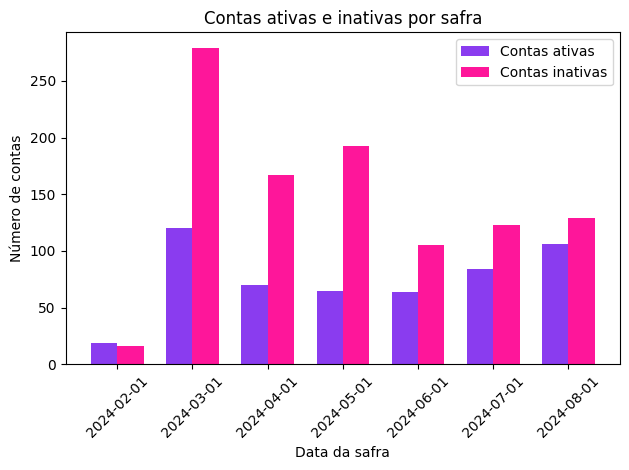 Contas ativas e inativas por safra
Contas ativas
Contas inativas
Número de contas
250
200
150
100
50
0
2024-02-01
2024-03-01
2024-04-01
2024-05-01
2024-06-01
2024-07-01
2024-08-01
Data da safra